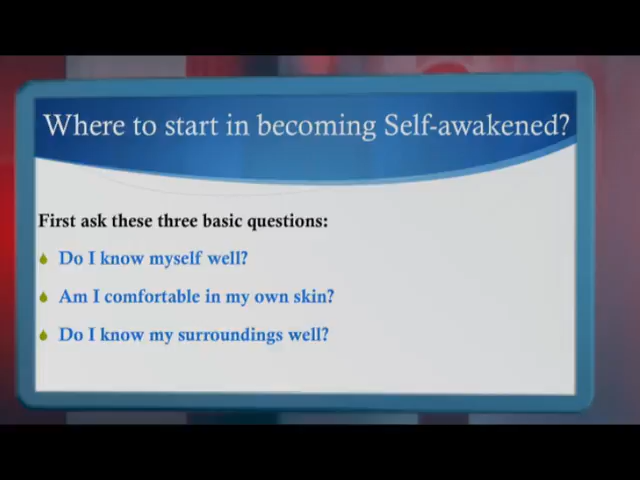 Where to start in becoming Self-awakened?
First ask these three basic questions:
Do I know myself well?
Am I comfortable in my own skin?
Do I know my surroundings well?